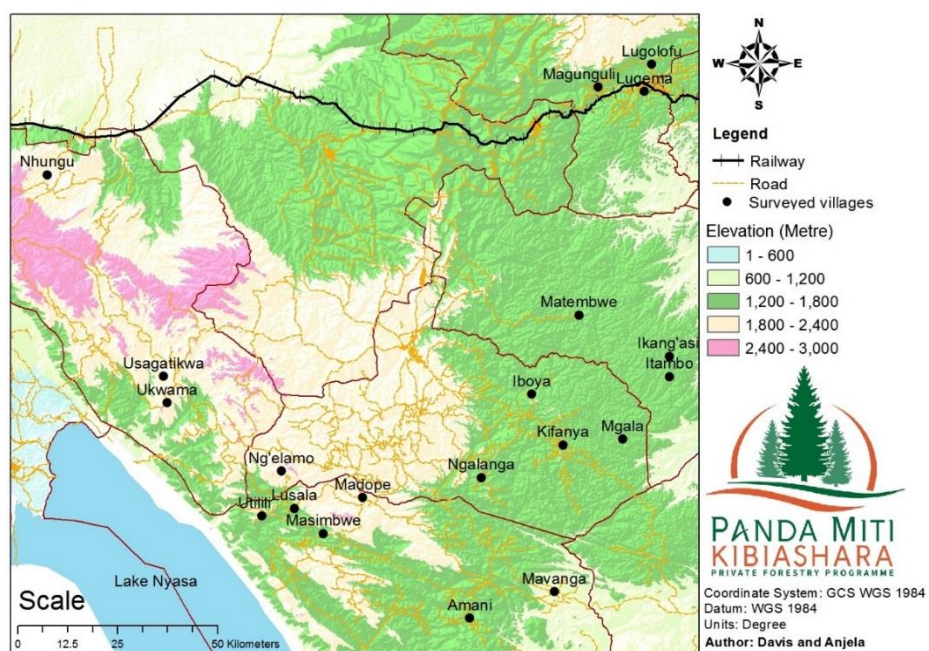 Lugolofu
Magunguli
Lucema
Nhungu
Matembwe
Ikang'asi
Itambo
Usagatikwa
Ukwama
Iboya
Kifanya
Mgala
Ng'elamo
Ngalanga
Madope
Lusala
Utilili
Masimbwe
Lake Nyasa
Mavanga
Amani
Scale
0 12.5 25 50 Kilometers
N
W E
S
Legend
Railway
Road
Surveyed villages
Elevation (Metre)
1 - 600
600 - 1,200
1,200 - 1,800
1,800 - 2,400
2,400 - 3,000
PANDA MITI
KIBIASHARA
PRIVATE FORESTRY PROGRAMME
Coordinate System: GCS WGS 1984
Datum: WGS 1984
Units: Degree
Author: Davis and Anjela